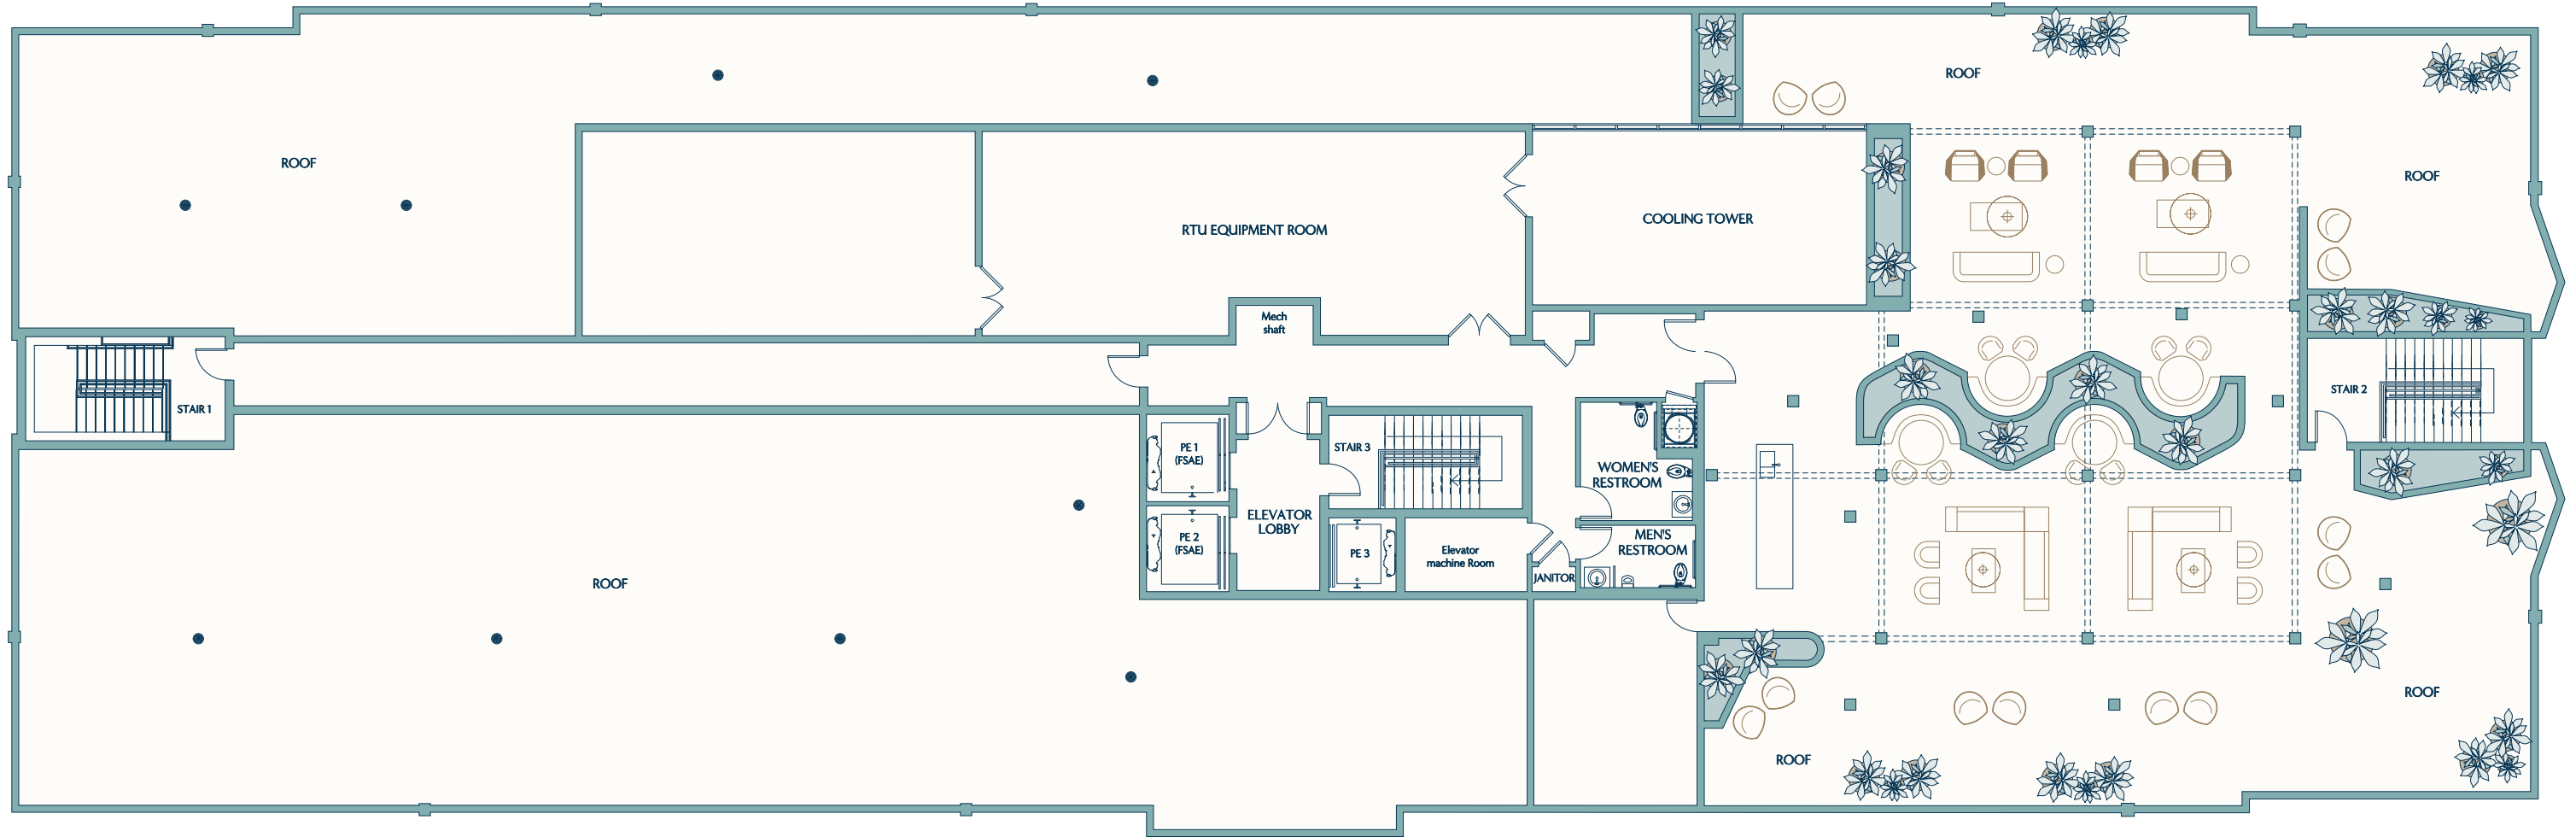 ROOF
ROOF
ROOF
RTU EQUIPMENT ROOM
COOLING TOWER
Mech
shaft
STAIR 1
STAIR 2
STAIR 3
PE 1
(FSAE)
WOMEN'S
RESTROOM
ELEVATOR
LOBBY
PE 2
(FSAE)
PE 3
Elevator
machine Room
MEN'S
RESTROOM
JANITOR
ROOF
ROOF
ROOF